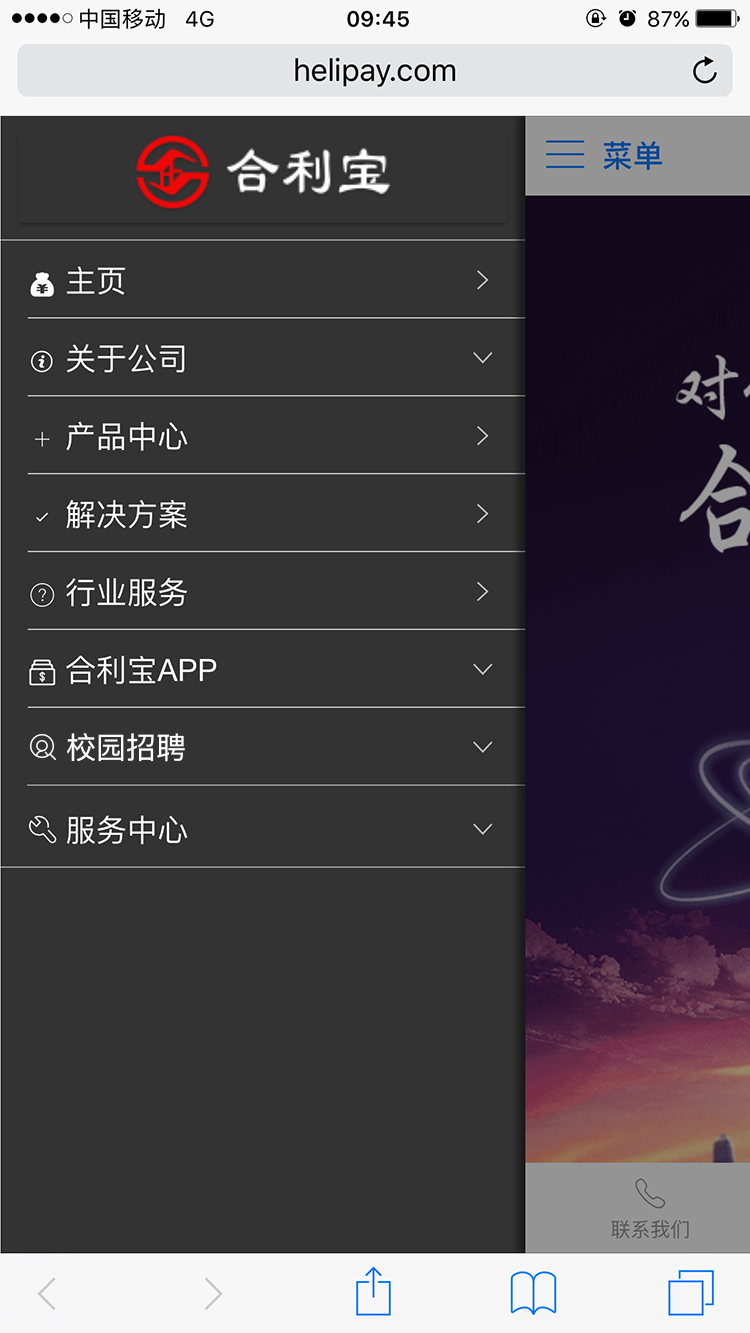 中国移动 4G 09:45 87%
helipay.com
合利宝
菜单
主页
关于公司
产品中心
解决方案
行业服务
合利宝APP
校园招聘
服务中心
对
合
联系我们